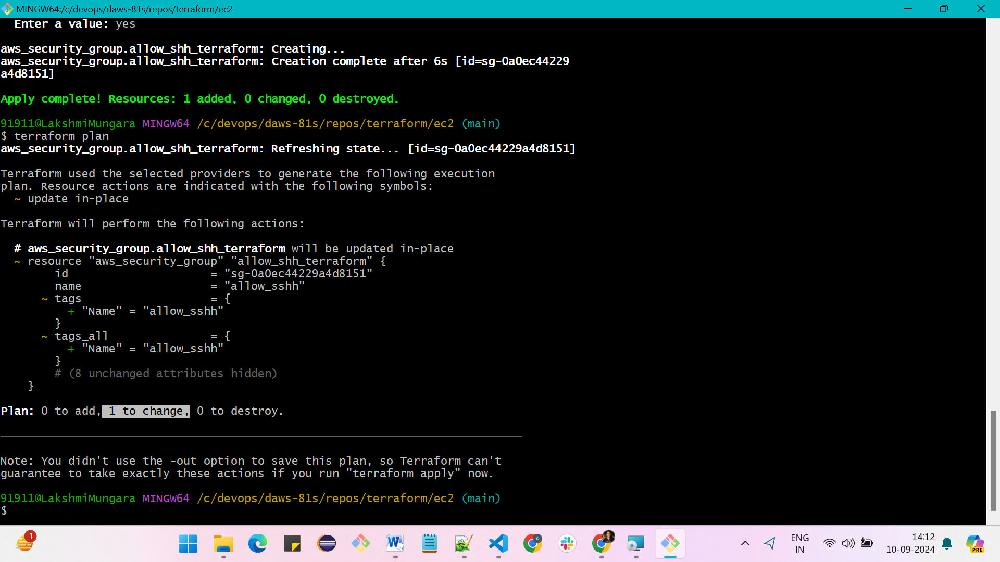 MINGW64:/c/devops/daws-81s/repos/terraform/ec2
Enter a value: yes
aws_security_group.allow_shh_terraform: Creating...
aws_security_group.allow_shh_terraform: Creation complete after 6s [id=sg-0a0ec44229
a4d8151]
Apply complete! Resources: 1 added, 0 changed, 0 destroyed.
91911@LakshmiMungara MINGW64 /c/devops/daws-81s/repos/terraform/ec2 (main)
$ terraform plan
aws_security_group.allow_shh_terraform: Refreshing state... [id=sg-0a0ec44229a4d8151]
Terraform used the selected providers to generate the following execution
plan. Resource actions are indicated with the following symbols:
~ update in-place
Terraform will perform the following actions:
# aws_security_group.allow_shh_terraform will be updated in-place
~ resource "aws_security_group" "allow_shh_terraform" {
id = "sg-0a0ec44229a4d8151"
name = "allow_sshh"
~ tags = {
+ "Name" = "allow_sshh"
}
~ tags_all = {
+ "Name" = "allow_sshh"
}
# (8 unchanged attributes hidden)
}
Plan: 0 to add, 1 to change, 0 to destroy.
Note: You didn't use the -out option to save this plan, so Terraform can't
guarantee to take exactly these actions if you run "terraform apply" now.
91911@LakshmiMungara MINGW64 /c/devops/daws-81s/repos/terraform/ec2 (main)
$
1
W
C
ENG
IN
14:12
10-09-2024
PRE